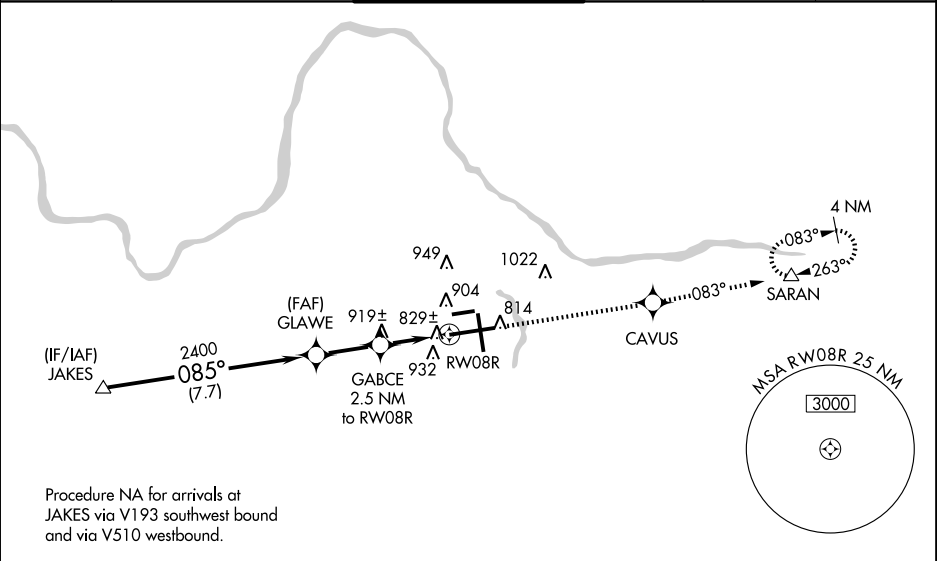 4 NM
083°
263°
SARAN
949
1022
904
083°
(FAF)
GLAWE
919±
829±
814
CAVUS
(IF/IAF)
JAKES
2400
085°
(7.7)
932
RW08R
GABCE
2.5 NM
to RW08R
MSA RW08R 25 NM
3000
Procedure NA for arrivals at
JAKES via V193 southwest bound
and via V510 westbound.